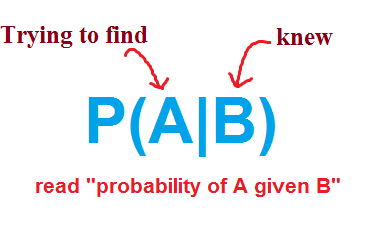 Trying to find
knew
P(A|B)
read "probability of A given B"